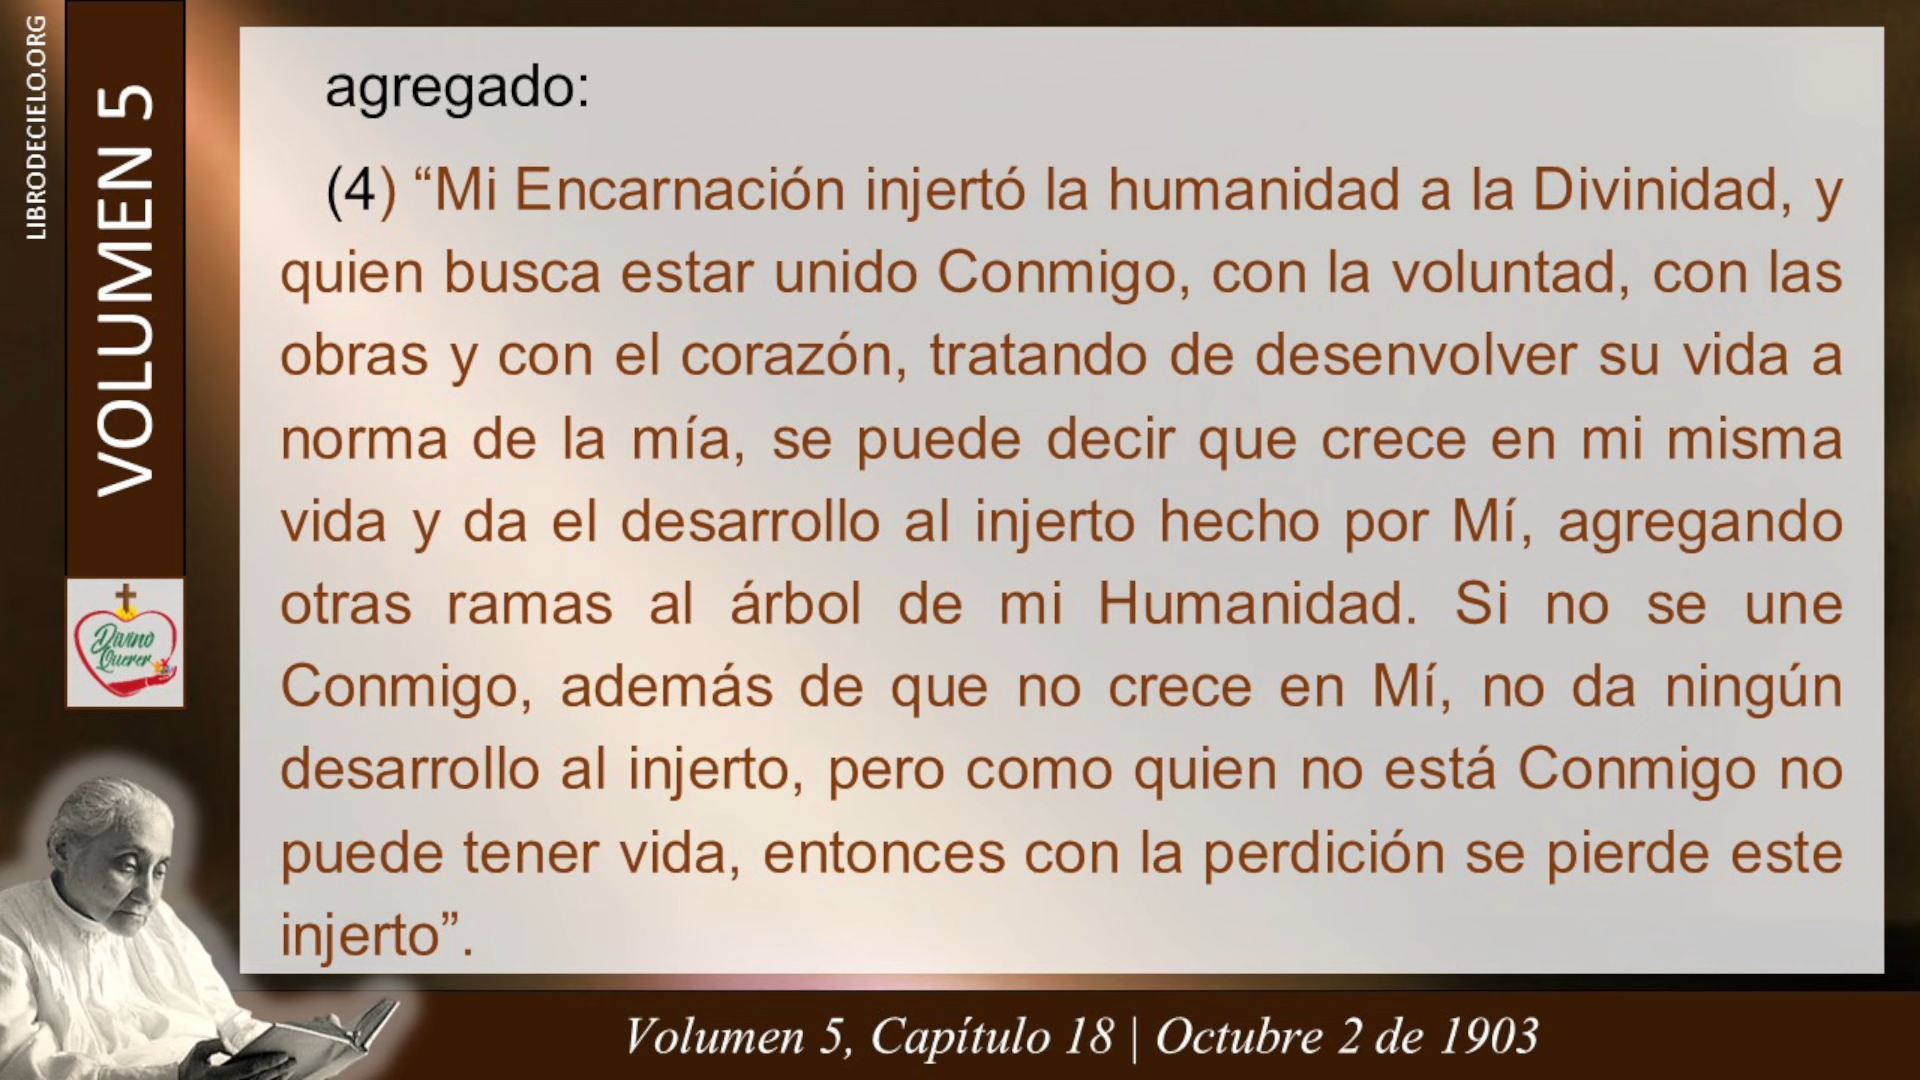 LIBRODECIELO.ORG
VOLUMEN 5
Divino
Querer
agregado:
(4) “Mi Encarnación injertó la humanidad a la Divinidad, y
quien busca estar unido Conmigo, con la voluntad, con las
obras y con el corazón, tratando de desenvolver su vida a
norma de la mía, se puede decir que crece en mi misma
vida y da el desarrollo al injerto hecho por Mí, agregando
otras ramas al árbol de mi Humanidad. Si no se une
Conmigo, además de que no crece en Mí, no da ningún
desarrollo al injerto, pero como quien no está Conmigo no
puede tener vida, entonces con la perdición se pierde este
injerto”.
Volumen 5, Capítulo 18 | Octubre 2 de 1903